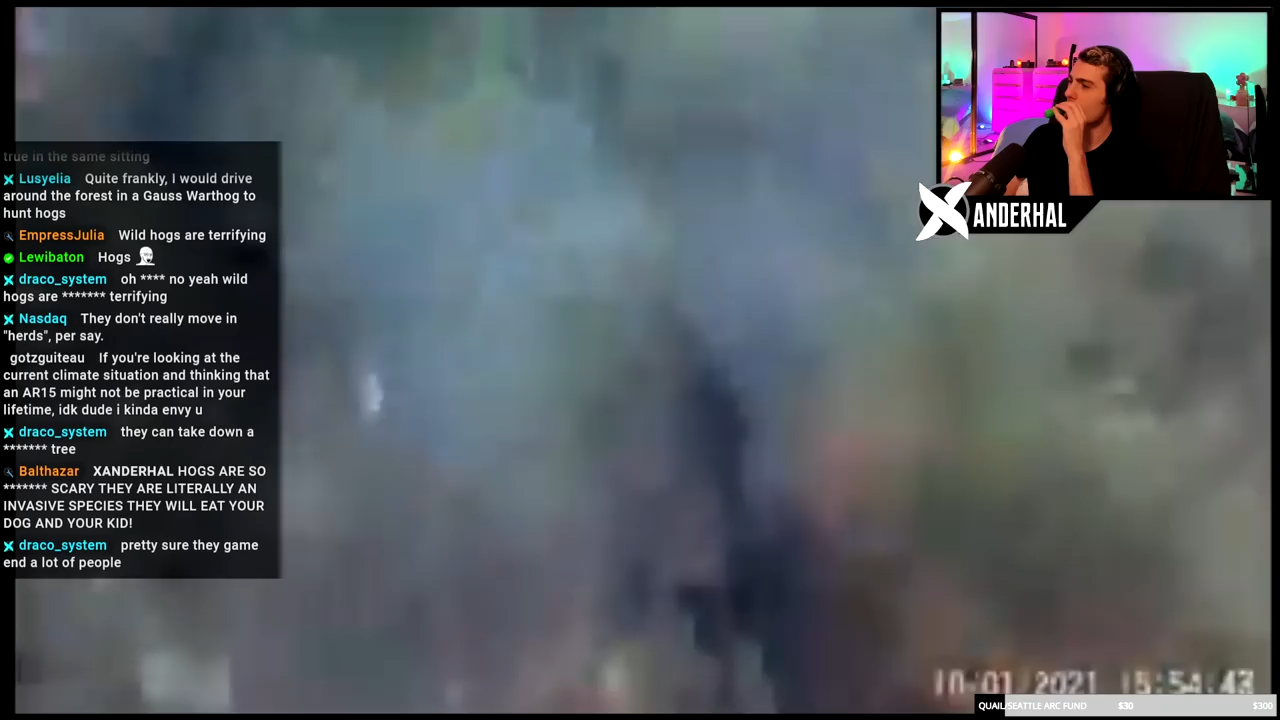 true in the same sitting
Lusyelia Quite frankly, I would drive
around the forest in a Gauss Warthog to
hunt hogs
EmpressJulia Wild hogs are terrifying
Lewibaton Hogs
draco_system oh **** no yeah wild
hogs are ******* terrifying
Nasdaq They don't really move in
"herds", per say.
gotzguiteau If you're looking at the
current climate situation and thinking that
an AR15 might not be practical in your
lifetime, idk dude i kinda envy u
draco_system they can take down a
******* tree
Balthazar XANDERHAL HOGS ARE SO
******* SCARY THEY ARE LITERALLY AN
INVASIVE SPECIES THEY WILL EAT YOUR
DOG AND YOUR KID!
draco_system pretty sure they game
end a lot of people
XANDERHAL
10-01 2021 15:54:43
QUAIL/SEATTLE ARC FUND $30 $300